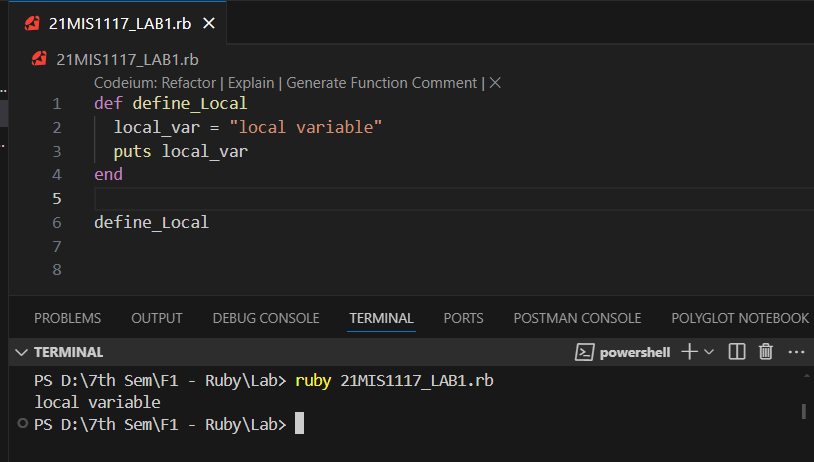 21MIS1117_LAB1.rb ×
21MIS1117_LAB1.rb
Codeium: Refactor | Explain | Generate Function Comment | ×
1 def define_Local
2 local_var = "local variable"
3 puts local_var
4 end
5
6 define_Local
7
8
PROBLEMS OUTPUT DEBUG CONSOLE TERMINAL PORTS POSTMAN CONSOLE POLYGLOT NOTEBOOK
TERMINAL powershell
PS D:\7th Sem\F1 - Ruby\Lab> ruby 21MIS1117_LAB1.rb
local variable
PS D:\7th Sem\F1 - Ruby\Lab>